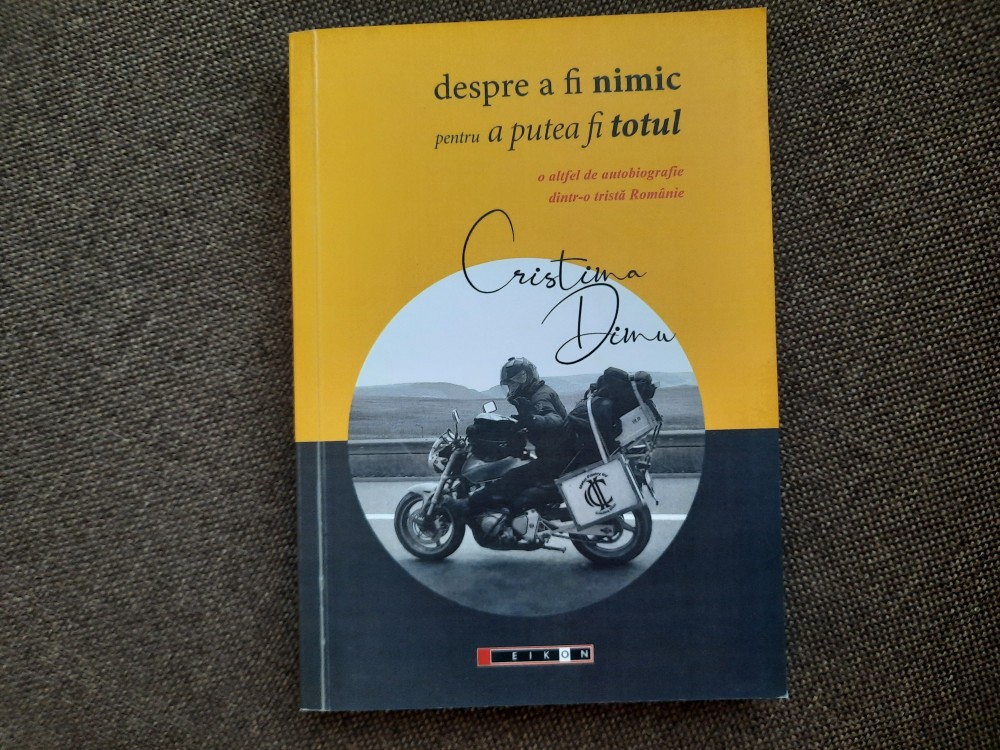 despre a fi nimic
pentru a putea fi totul
o altfel de autobiografie
dintr-o tristă Românie
Cristina
Dimu
EIKON